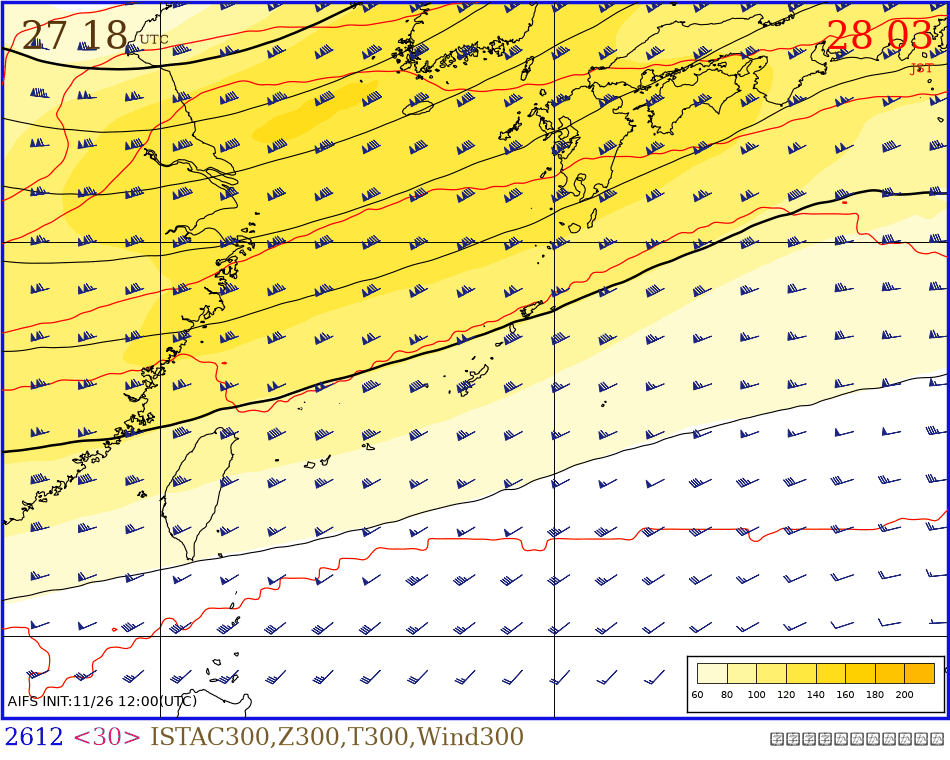 27 18 UTC
28 03
JST
60 80 100 120 140 160 180 200
AIFS INIT:11/26 12:00(UTC)
2612 <30> ISTAC300,Z300,T300,Wind300